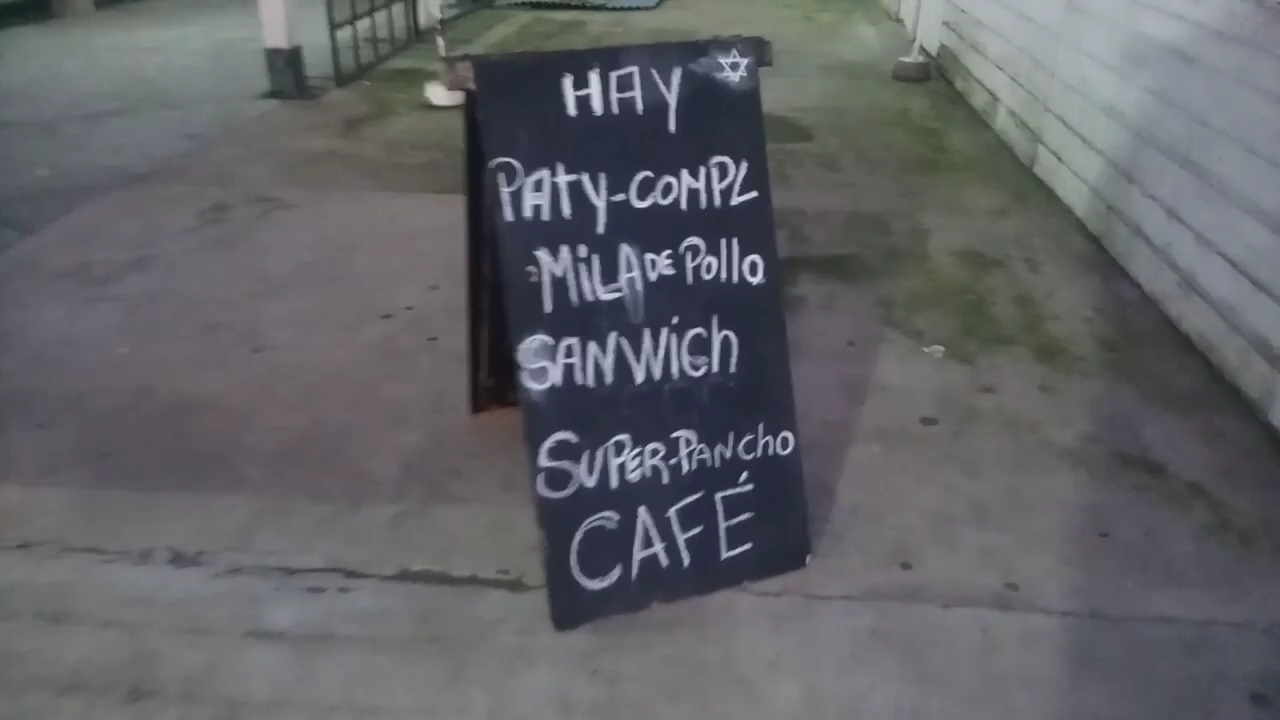 HAY
PATY-COMPL
MILA DE Pollo
SANWich
SUPER-PANcho
CAFÉ